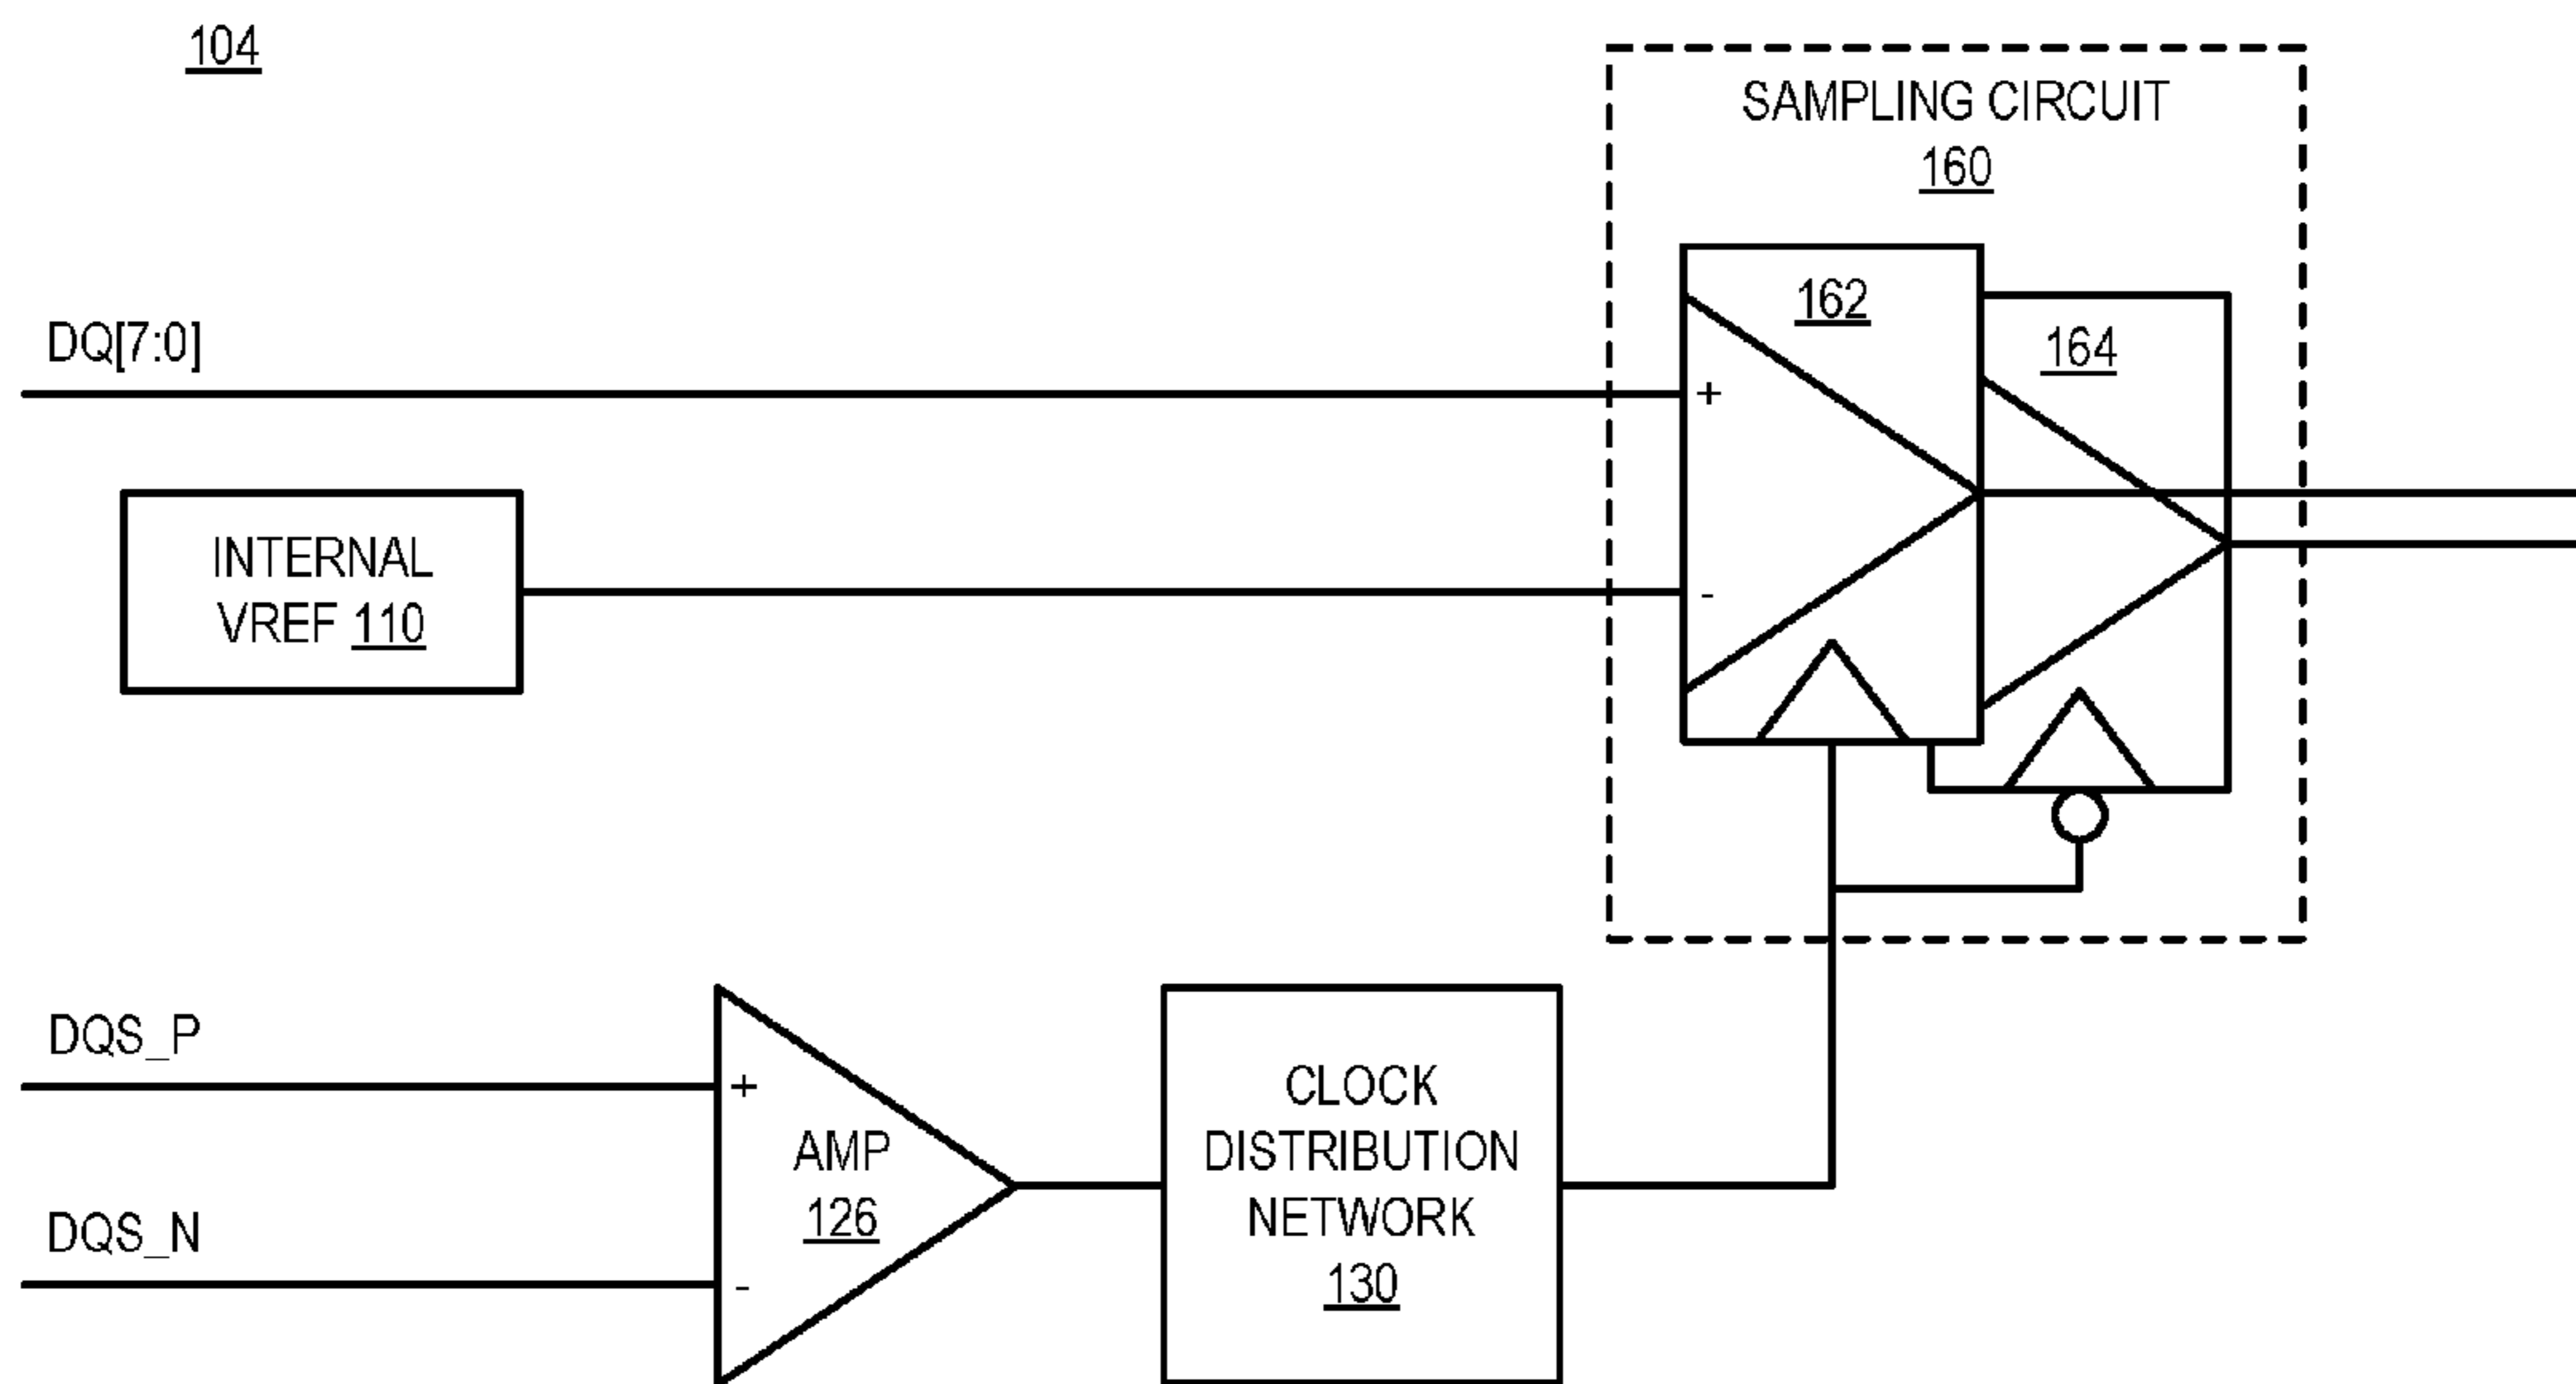 104
SAMPLING CIRCUIT
160
162
164
DQ[7:0]
+
INTERNAL
VREF 110
-
DQS_P
+
AMP
126
DQS_N
-
CLOCK
DISTRIBUTION
NETWORK
130